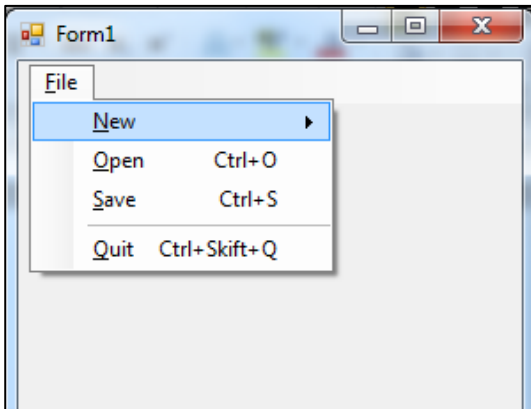 Form1
File
New
Open Ctrl+O
Save Ctrl+S
Quit Ctrl+Skift+Q